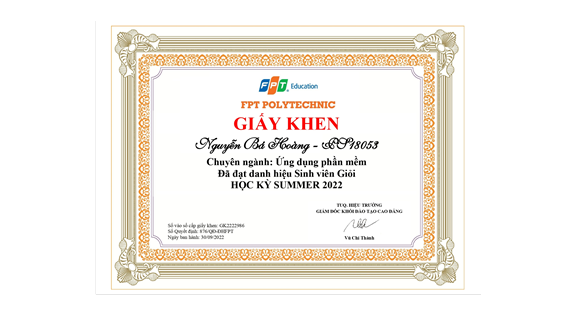 FPT Education
FPT POLYTECHNIC
GIẤY KHEN
Nguyễn Bá Hoàng - PS18053
Chuyên ngành: Ứng dụng phần mềm
Đã đạt danh hiệu Sinh viên Giỏi
HỌC KỲ SUMMER 2022
TUQ. HIỆU TRƯỞNG
GIÁM ĐỐC KHỐI ĐÀO TẠO CAO ĐẲNG
Số vào sổ cấp giấy khen: GK2222986
Số Quyết định: 876/QĐ-ĐHFPT
Ngày ban hành: 30/09/2022
Vũ Chí Thành